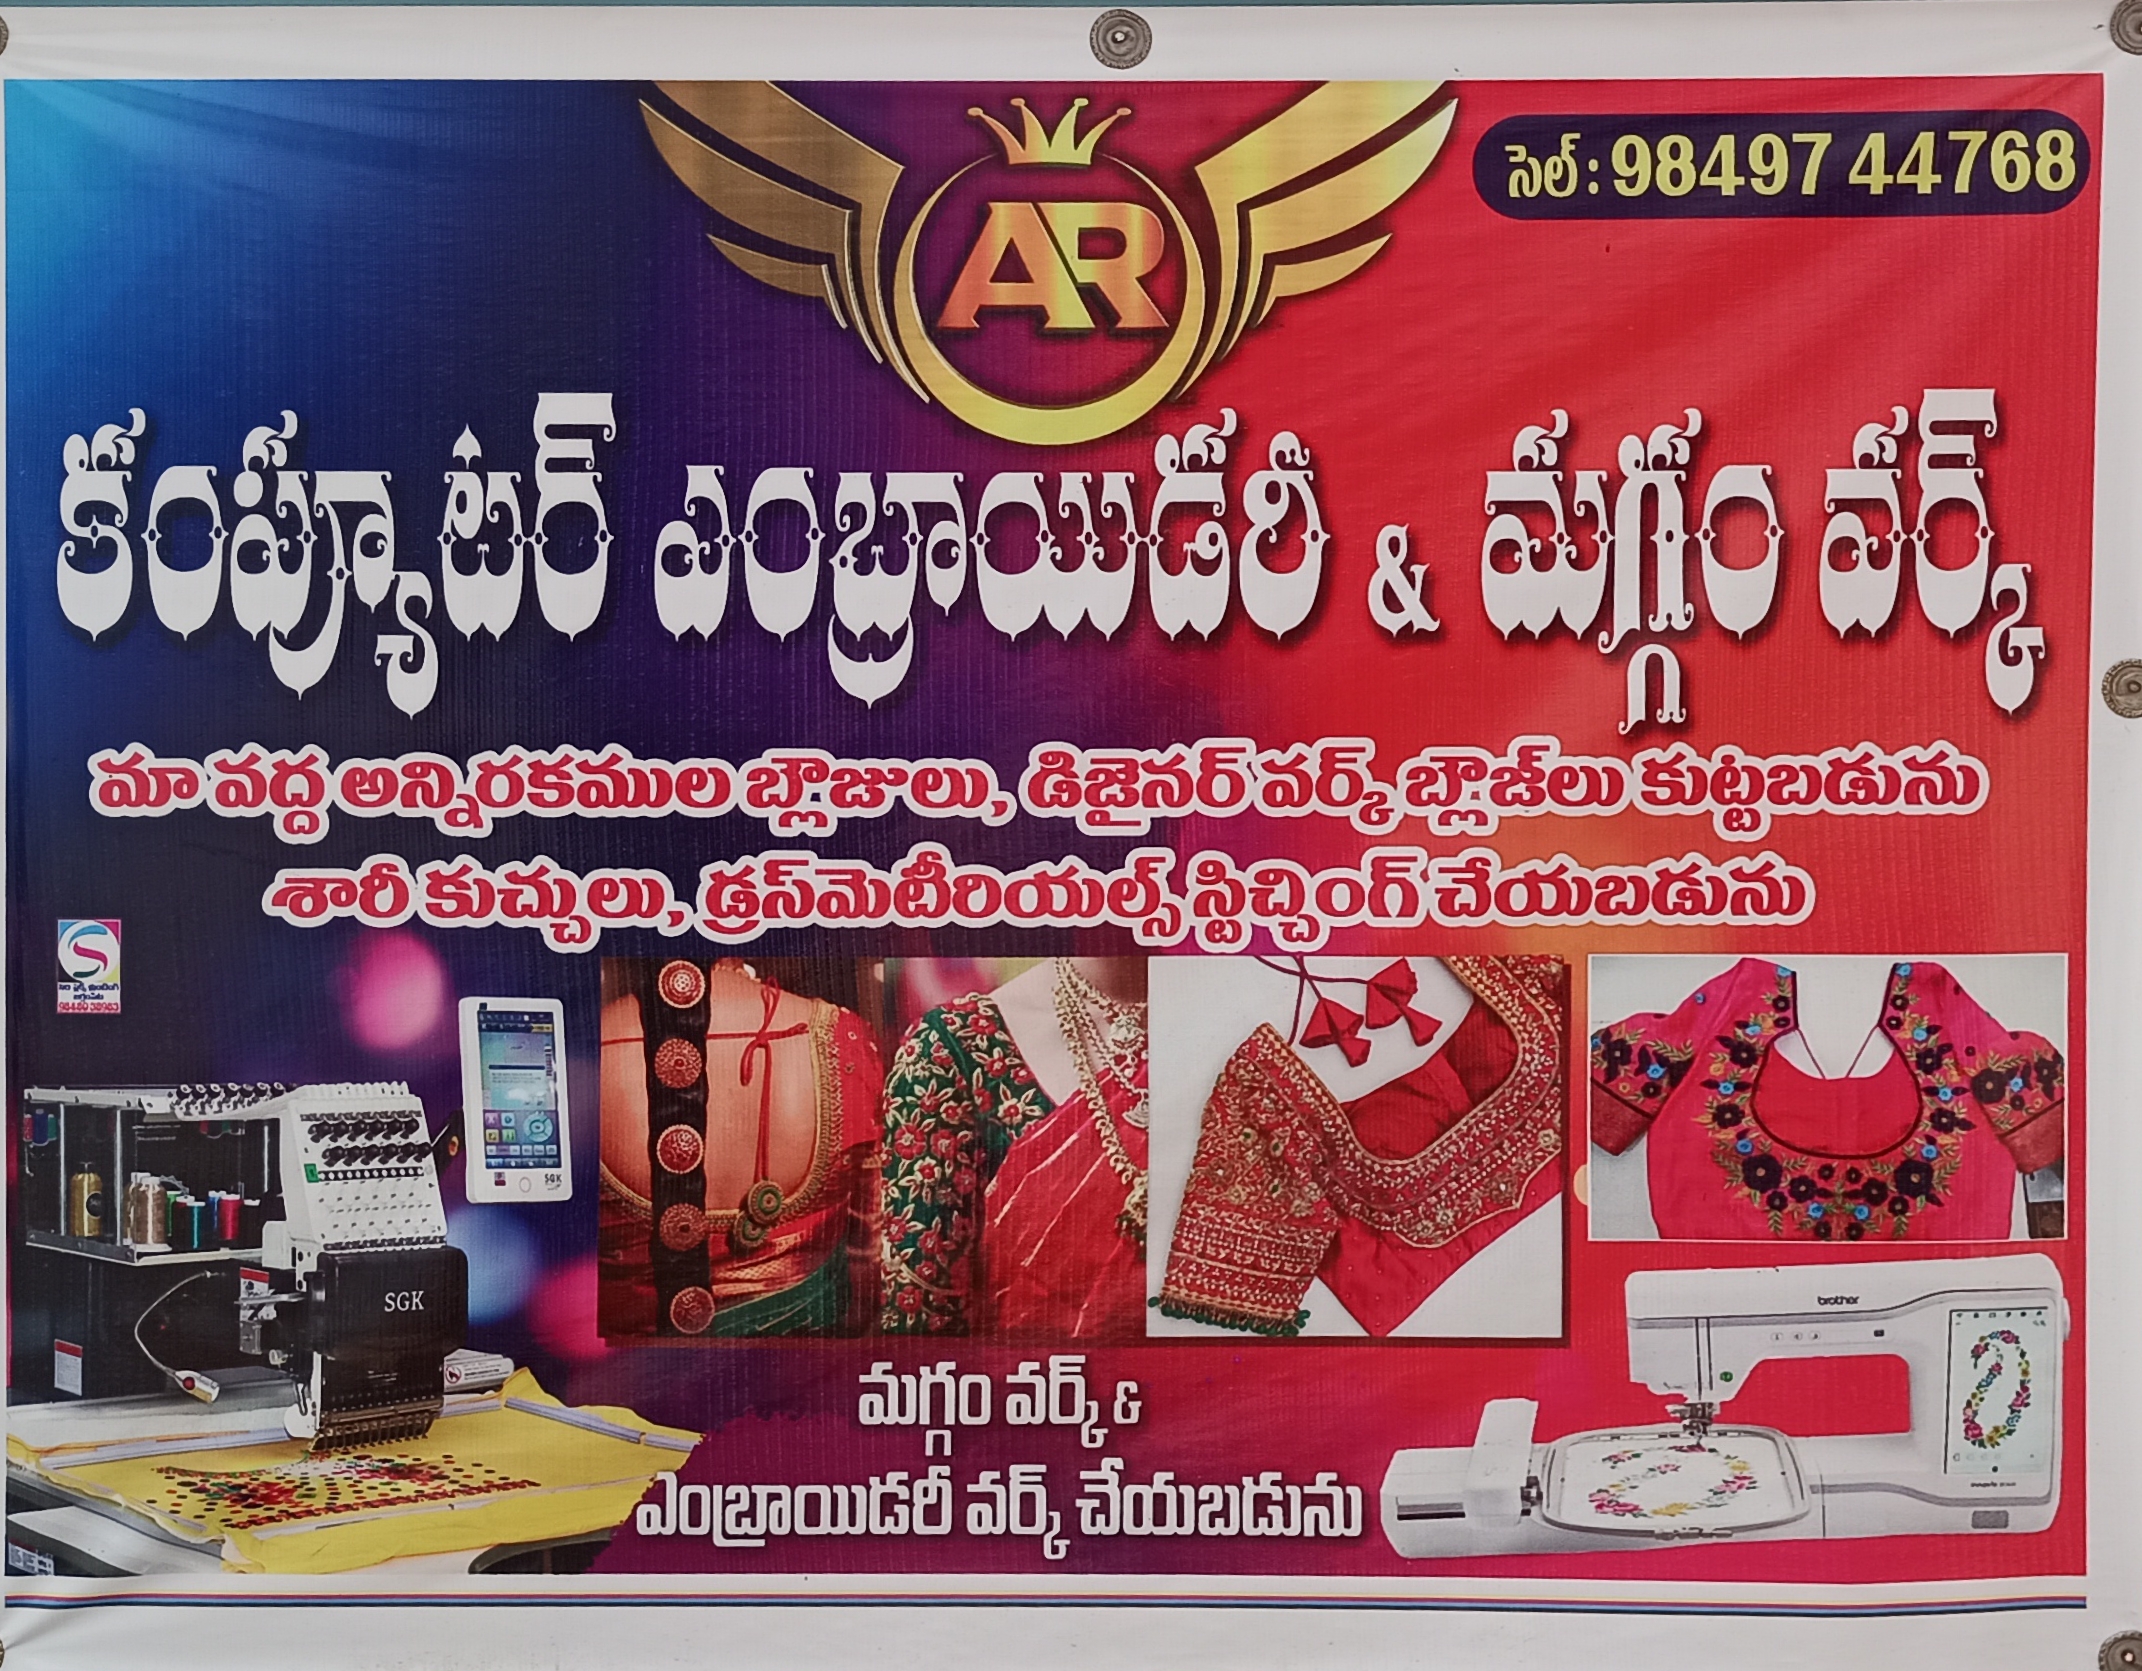 AR
సెల్ : 98497 44768
కంప్యూటర్ ఎంబ్రాయిడరీ & మగ్గం వర్క్
మా వద్ద అన్నిరకముల బ్లౌజులు, డిజైనర్ వర్క్ బ్లౌజ్‌లు కుట్టబడును
శారీ కుచ్చులు, డ్రస్‌మెటీరియల్స్ స్టిచ్చింగ్ చేయబడును
S
SGK
SGK
brother
మగ్గం వర్క్ &
ఎంబ్రాయిడరీ వర్క్ చేయబడును